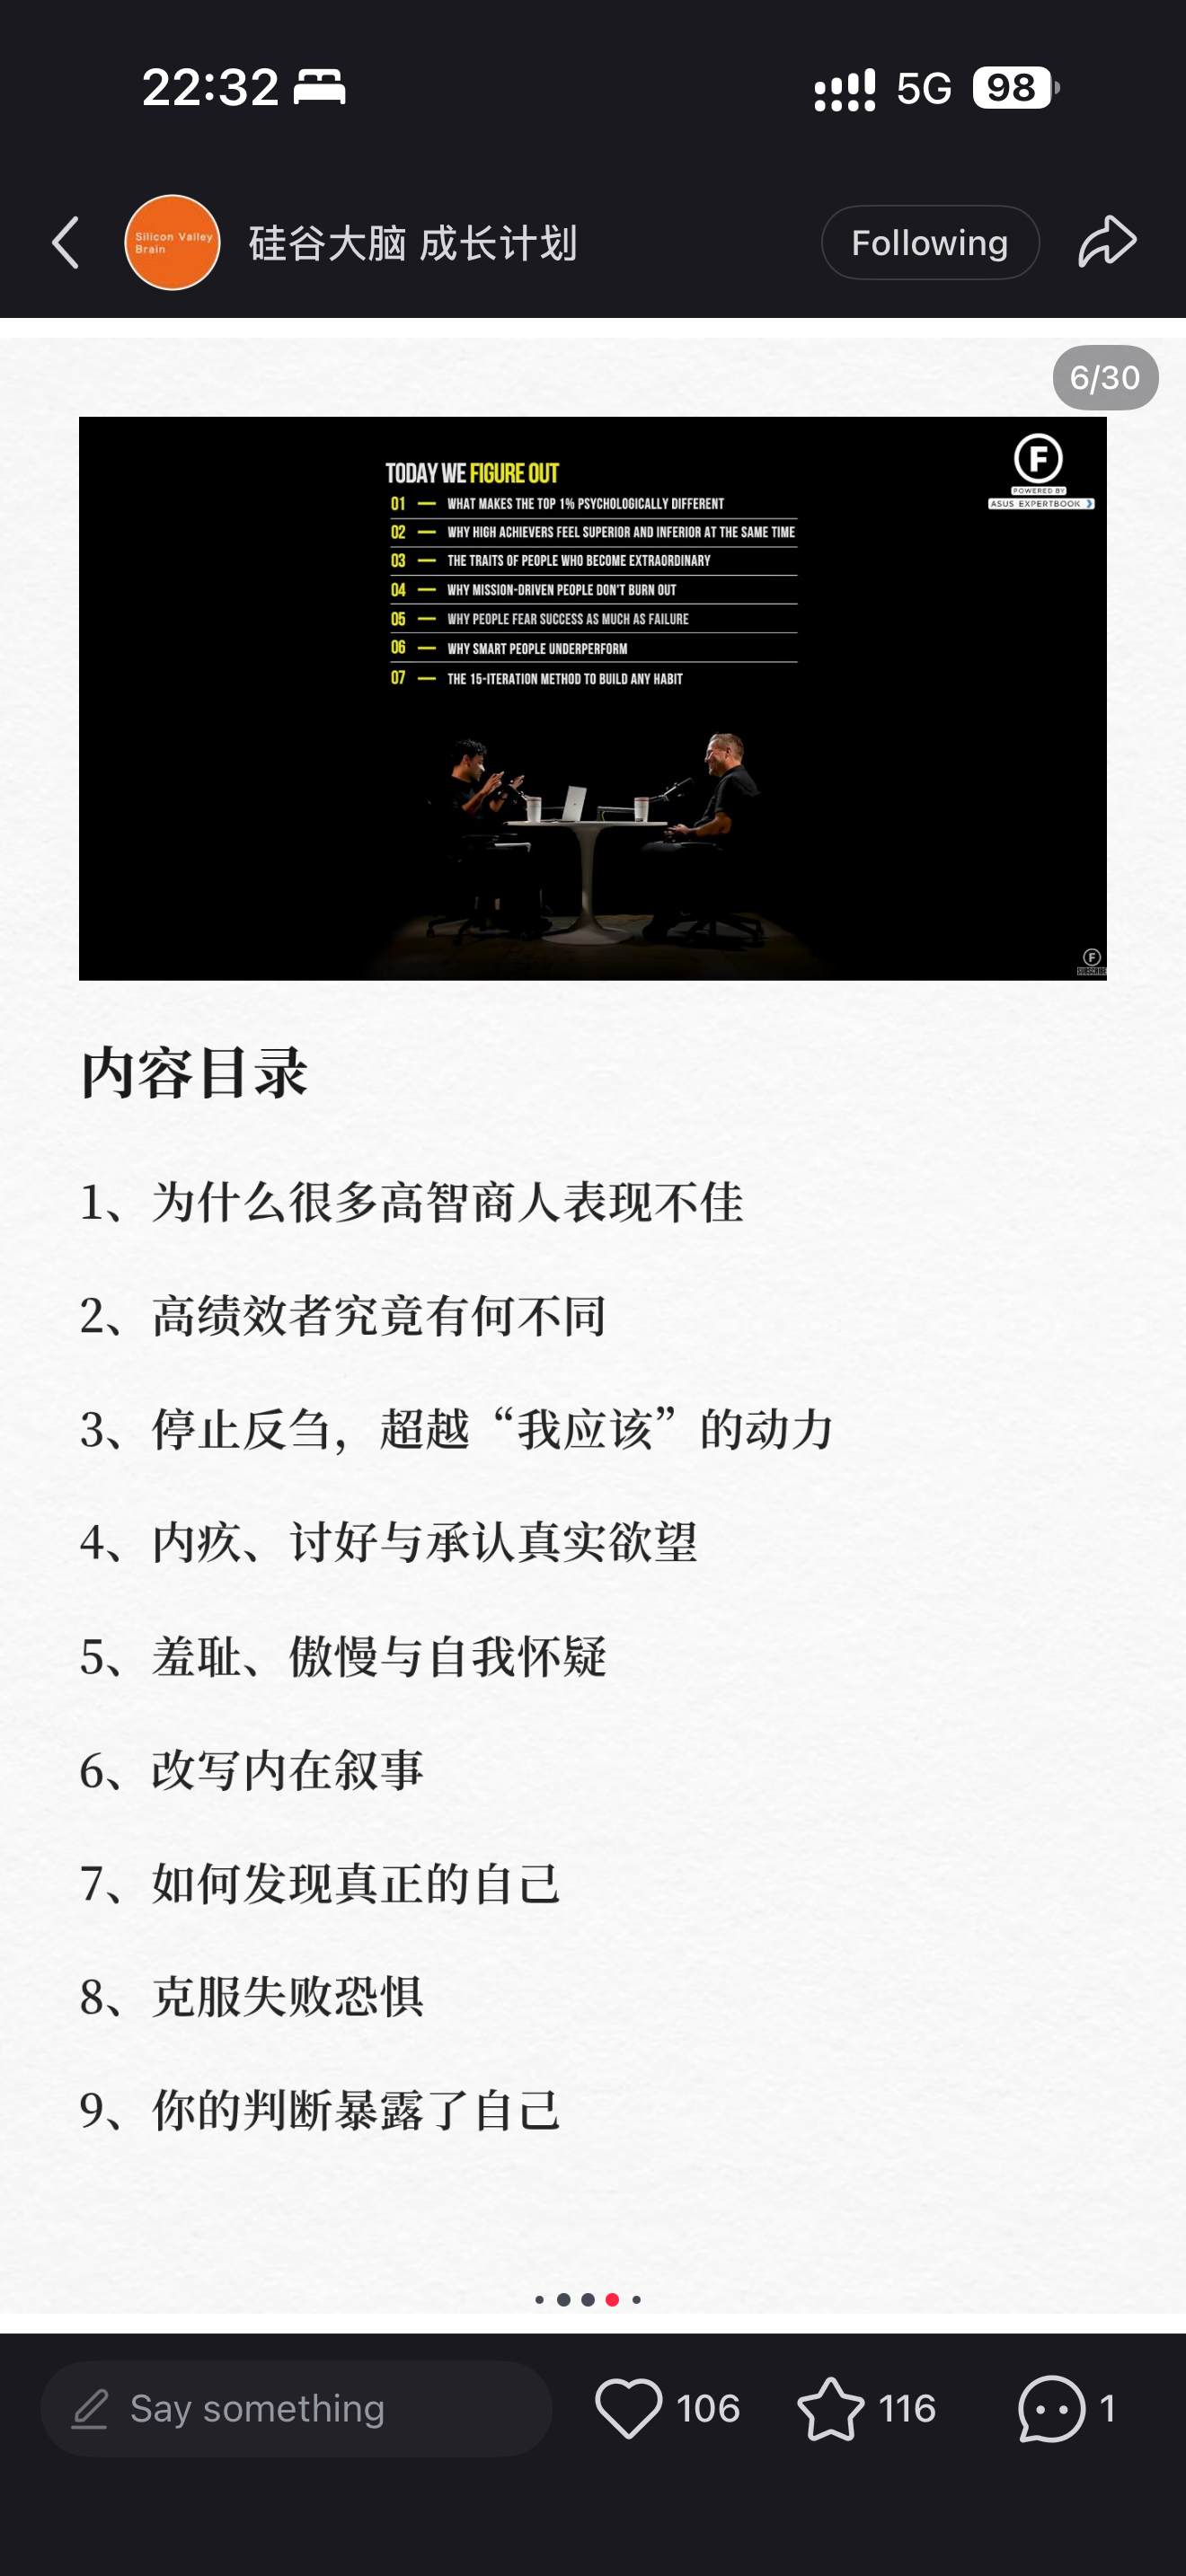 22:32
5G
98
Silicon Valley
Brain
硅谷大脑 成长计划
Following
6/30
TODAY WE FIGURE OUT
01 — WHAT MAKES THE TOP 1% PSYCHOLOGICALLY DIFFERENT
02 — WHY HIGH ACHIEVERS FEEL SUPERIOR AND INFERIOR AT THE SAME TIME
03 — THE TRAITS OF PEOPLE WHO BECOME EXTRAORDINARY
04 — WHY MISSION-DRIVEN PEOPLE DON'T BURN OUT
05 — WHY PEOPLE FEAR SUCCESS AS MUCH AS FAILURE
06 — WHY SMART PEOPLE UNDERPERFORM
07 — THE 15-ITERATION METHOD TO BUILD ANY HABIT
F
POWERED BY
ASUS EXPERTBOOK
F
SUBSCRIBE
内容目录
1、为什么很多高智商人表现不佳
2、高绩效者究竟有何不同
3、停止反刍，超越“我应该”的动力
4、内疚、讨好与承认真实欲望
5、羞耻、傲慢与自我怀疑
6、改写内在叙事
7、如何发现真正的自己
8、克服失败恐惧
9、你的判断暴露了自己
Say something
106
116
1